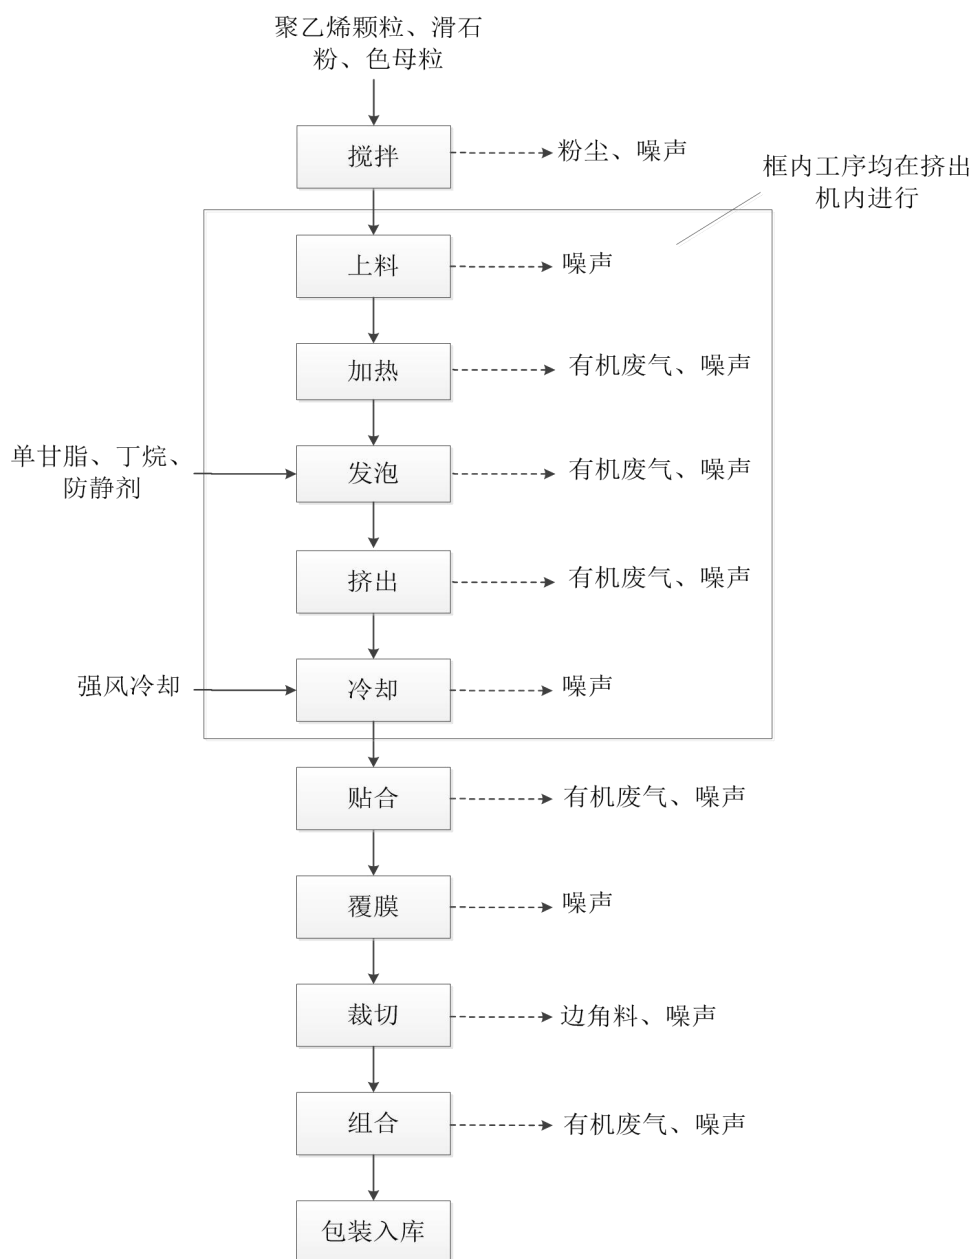 聚乙烯颗粒、滑石
粉、色母粒
搅拌
粉尘、噪声
框内工序均在挤出
机内进行
上料
噪声
加热
有机废气、噪声
单甘脂、丁烷、
防静剂
发泡
有机废气、噪声
挤出
有机废气、噪声
强风冷却
冷却
噪声
贴合
有机废气、噪声
覆膜
噪声
裁切
边角料、噪声
组合
有机废气、噪声
包装入库